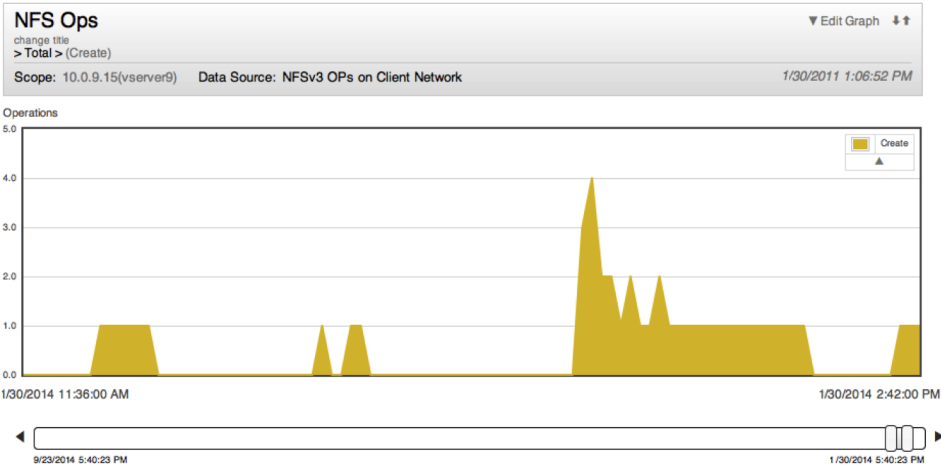 NFS Ops
▼ Edit Graph
change title
> Total > (Create)
Scope: 10.0.9.15(vserver9) Data Source: NFSv3 OPs on Client Network 1/30/2011 1:06:52 PM
Operations
5.0
Create
4.0
3.0
2.0
1.0
0.0
1/30/2014 11:36:00 AM 1/30/2014 2:42:00 PM
9/23/2014 5:40:23 PM 1/30/2014 5:40:23 PM